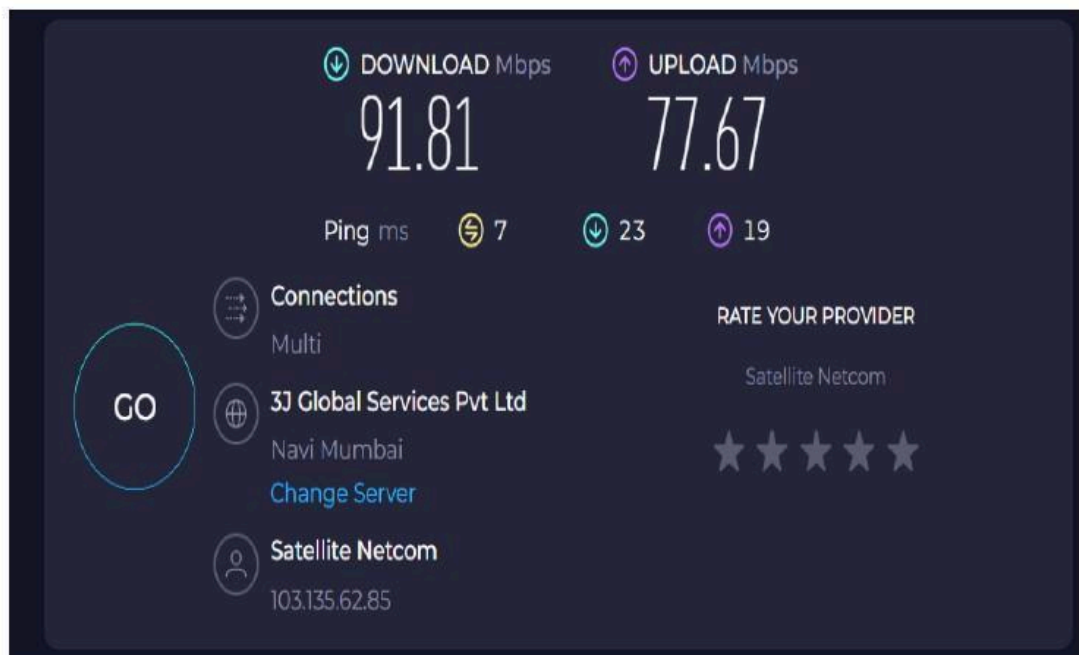 DOWNLOAD Mbps
91.81
UPLOAD Mbps
77.67
Ping ms 7 23 19
Connections
Multi
3J Global Services Pvt Ltd
Navi Mumbai
Change Server
Satellite Netcom
103.135.62.85
GO
RATE YOUR PROVIDER
Satellite Netcom